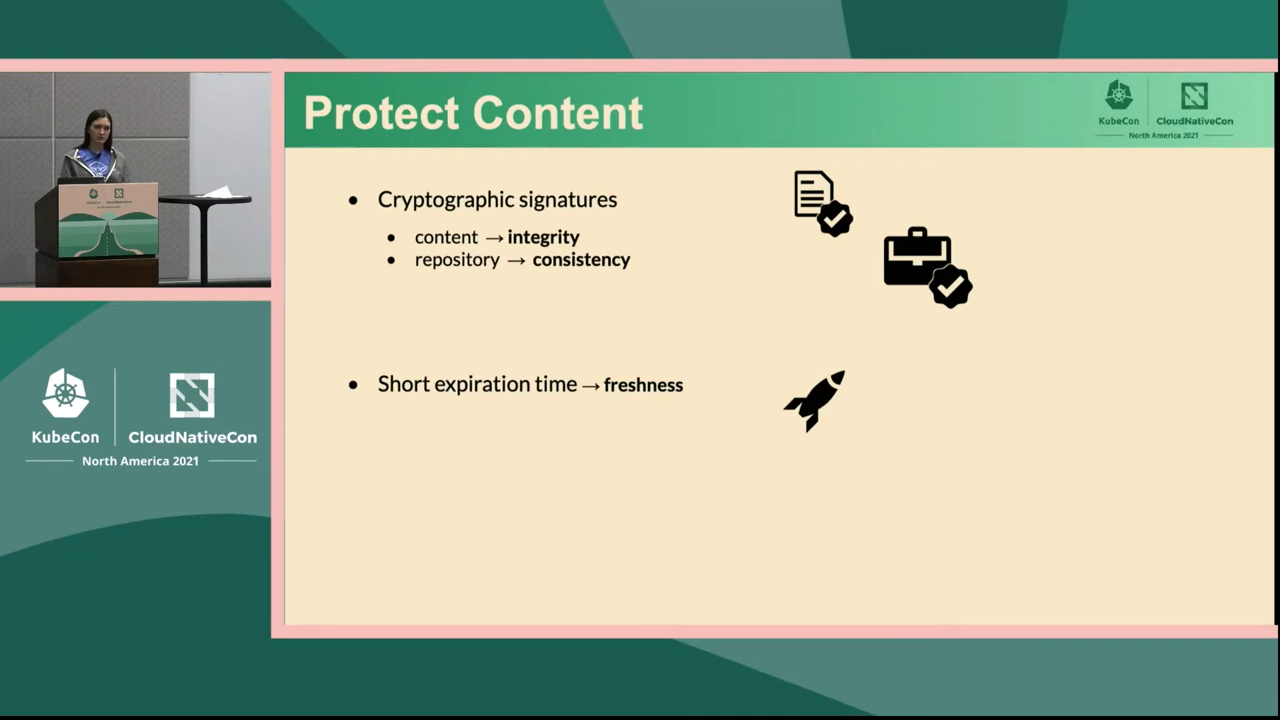 Protect Content
KubeCon
CloudNativeCon
North America 2021
• Cryptographic signatures
• content → integrity
• repository → consistency
• Short expiration time → freshness
KubeCon
CloudNativeCon
North America 2021